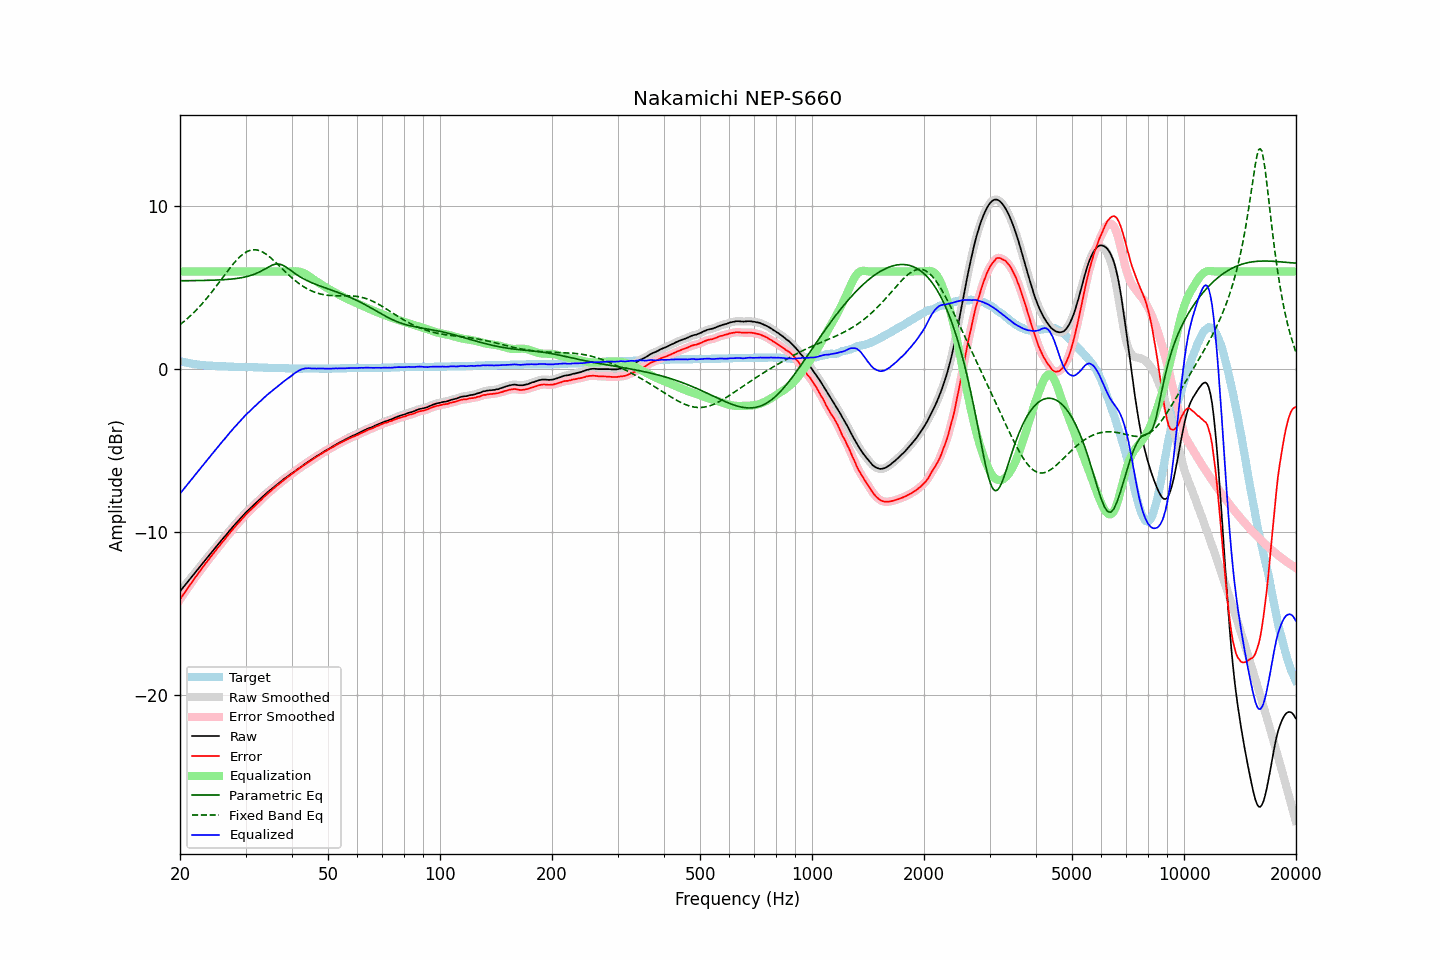 Nakamichi NEP-S660
Amplitude (dBr)
10
0
−10
−20
Target
Raw Smoothed
Error Smoothed
Raw
Error
Equalization
Parametric Eq
Fixed Band Eq
Equalized
20
50
100
200
500
1000
2000
5000
10000
20000
Frequency (Hz)